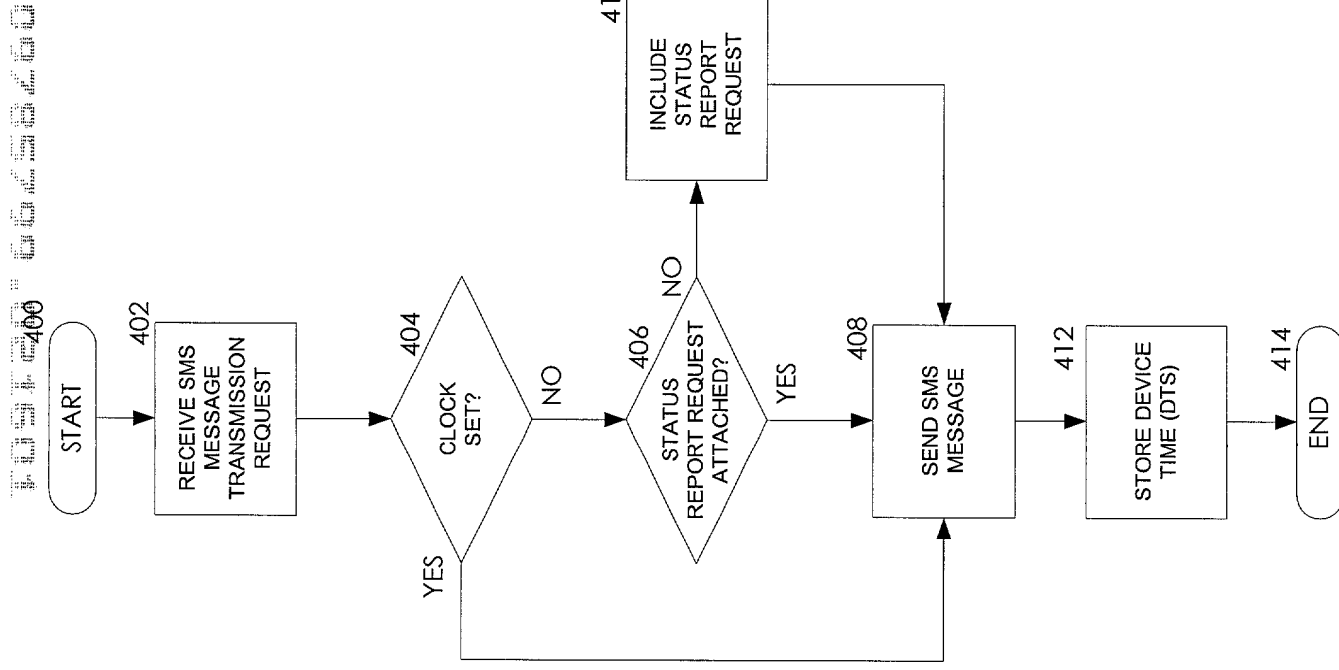 400
START
402
RECEIVE SMS
MESSAGE
TRANSMISSION
REQUEST
404
CLOCK
SET?
YES
NO
406
STATUS
REPORT REQUEST
ATTACHED?
NO
YES
INCLUDE
STATUS
REPORT
REQUEST
408
SEND SMS
MESSAGE
412
STORE DEVICE
TIME (DTS)
414
END